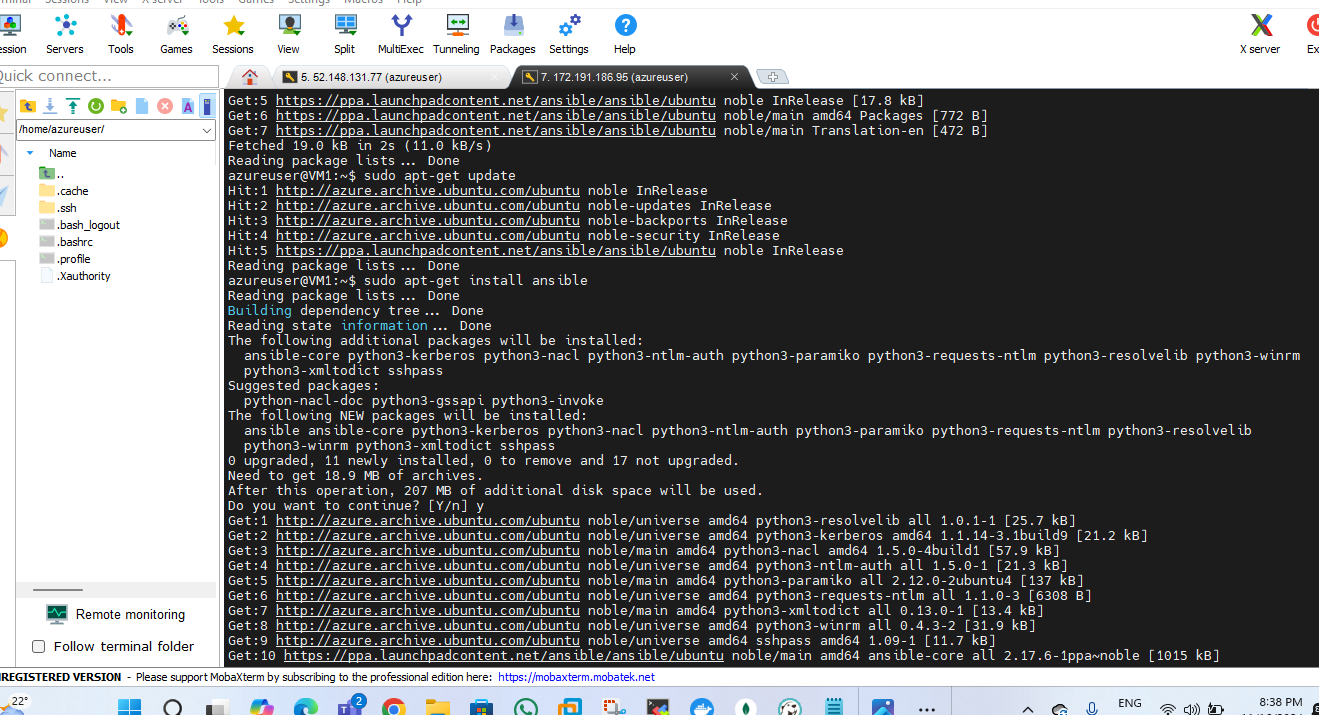 Terminal Sessions View X server Tools Games Settings Macros Help
Session Servers Tools Games Sessions View Split MultiExec Tunneling Packages Settings Help X server
Quick connect...
5. 52.148.131.77 (azureuser)
7. 172.191.186.95 (azureuser)
/home/azureuser/
Name
..
.cache
.ssh
.bash_logout
.bashrc
.profile
.Xauthority
Remote monitoring
Follow terminal folder
Get:5 https://ppa.launchpadcontent.net/ansible/ansible/ubuntu noble InRelease [17.8 kB]
Get:6 https://ppa.launchpadcontent.net/ansible/ansible/ubuntu noble/main amd64 Packages [772 B]
Get:7 https://ppa.launchpadcontent.net/ansible/ansible/ubuntu noble/main Translation-en [472 B]
Fetched 19.0 kB in 2s (11.0 kB/s)
Reading package lists... Done
azureuser@VM1:~$ sudo apt-get update
Hit:1 http://azure.archive.ubuntu.com/ubuntu noble InRelease
Hit:2 http://azure.archive.ubuntu.com/ubuntu noble-updates InRelease
Hit:3 http://azure.archive.ubuntu.com/ubuntu noble-backports InRelease
Hit:4 http://azure.archive.ubuntu.com/ubuntu noble-security InRelease
Hit:5 https://ppa.launchpadcontent.net/ansible/ansible/ubuntu noble InRelease
Reading package lists... Done
azureuser@VM1:~$ sudo apt-get install ansible
Reading package lists... Done
Building dependency tree... Done
Reading state information... Done
The following additional packages will be installed:
ansible-core python3-kerberos python3-nacl python3-ntlm-auth python3-paramiko python3-requests-ntlm python3-resolvelib python3-winrm
python3-xmltodict sshpass
Suggested packages:
python-nacl-doc python3-gssapi python3-invoke
The following NEW packages will be installed:
ansible ansible-core python3-kerberos python3-nacl python3-ntlm-auth python3-paramiko python3-requests-ntlm python3-resolvelib
python3-winrm python3-xmltodict sshpass
0 upgraded, 11 newly installed, 0 to remove and 17 not upgraded.
Need to get 18.9 MB of archives.
After this operation, 207 MB of additional disk space will be used.
Do you want to continue? [Y/n] y
Get:1 http://azure.archive.ubuntu.com/ubuntu noble/universe amd64 python3-resolvelib all 1.0.1-1 [25.7 kB]
Get:2 http://azure.archive.ubuntu.com/ubuntu noble/universe amd64 python3-kerberos amd64 1.1.14-3.1build9 [21.2 kB]
Get:3 http://azure.archive.ubuntu.com/ubuntu noble/main amd64 python3-nacl amd64 1.5.0-4build1 [57.9 kB]
Get:4 http://azure.archive.ubuntu.com/ubuntu noble/universe amd64 python3-ntlm-auth all 1.5.0-1 [21.3 kB]
Get:5 http://azure.archive.ubuntu.com/ubuntu noble/main amd64 python3-paramiko all 2.12.0-2ubuntu4 [137 kB]
Get:6 http://azure.archive.ubuntu.com/ubuntu noble/universe amd64 python3-requests-ntlm all 1.1.0-3 [6308 B]
Get:7 http://azure.archive.ubuntu.com/ubuntu noble/main amd64 python3-xmltodict all 0.13.0-1 [13.4 kB]
Get:8 http://azure.archive.ubuntu.com/ubuntu noble/universe amd64 python3-winrm all 0.4.3-2 [31.9 kB]
Get:9 http://azure.archive.ubuntu.com/ubuntu noble/universe amd64 sshpass amd64 1.09-1 [11.7 kB]
Get:10 https://ppa.launchpadcontent.net/ansible/ansible/ubuntu noble/main amd64 ansible-core all 2.17.6-1ppa~noble [1015 kB]
REGISTERED VERSION - Please support MobaXterm by subscribing to the professional edition here: https://mobaxterm.mobatek.net
22°
2
ENG
8:38 PM